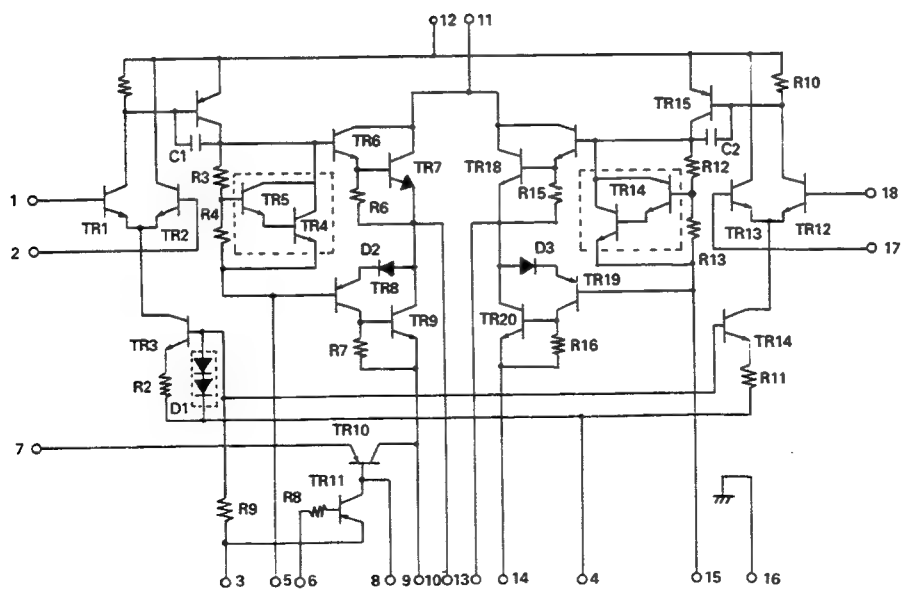 12 11
R10
TR15
C1
TR6
TR7
TR18
C2
R3
R12
TR5
R15
TR14
1
R4
R6
18
TR1
TR2
TR4
TR13
TR12
2
D2
D3
R13
17
TR8
TR19
TR3
TR9
TR20
TR14
R7
R16
R2
R11
D1
TR10
7
TR11
R8
R9
3
5
6
8
9
10
13
14
4
15
16